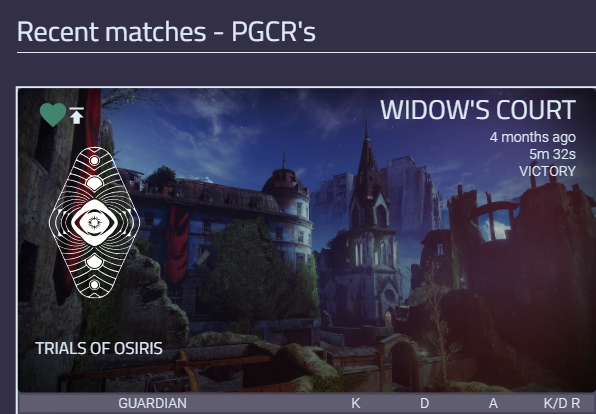 Recent matches - PGCR's
WIDOW'S COURT
4 months ago
5m 32s
VICTORY
TRIALS OF OSIRIS
GUARDIAN K D A K/D R